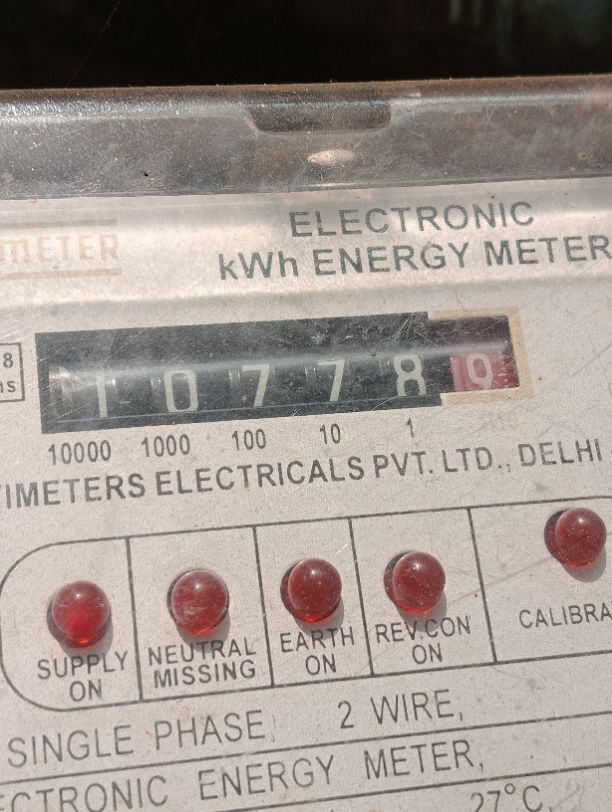 METER
ELECTRONIC
kWh ENERGY METER
8
ns
1 0 7 7 8 9
10000 1000 100 10 1
IMETERS ELECTRICALS PVT. LTD., DELHI
SUPPLY ON
NEUTRAL MISSING
EARTH ON
REV.CON ON
CALIBRA
SINGLE PHASE, 2 WIRE,
CTRONIC ENERGY METER,
27°C